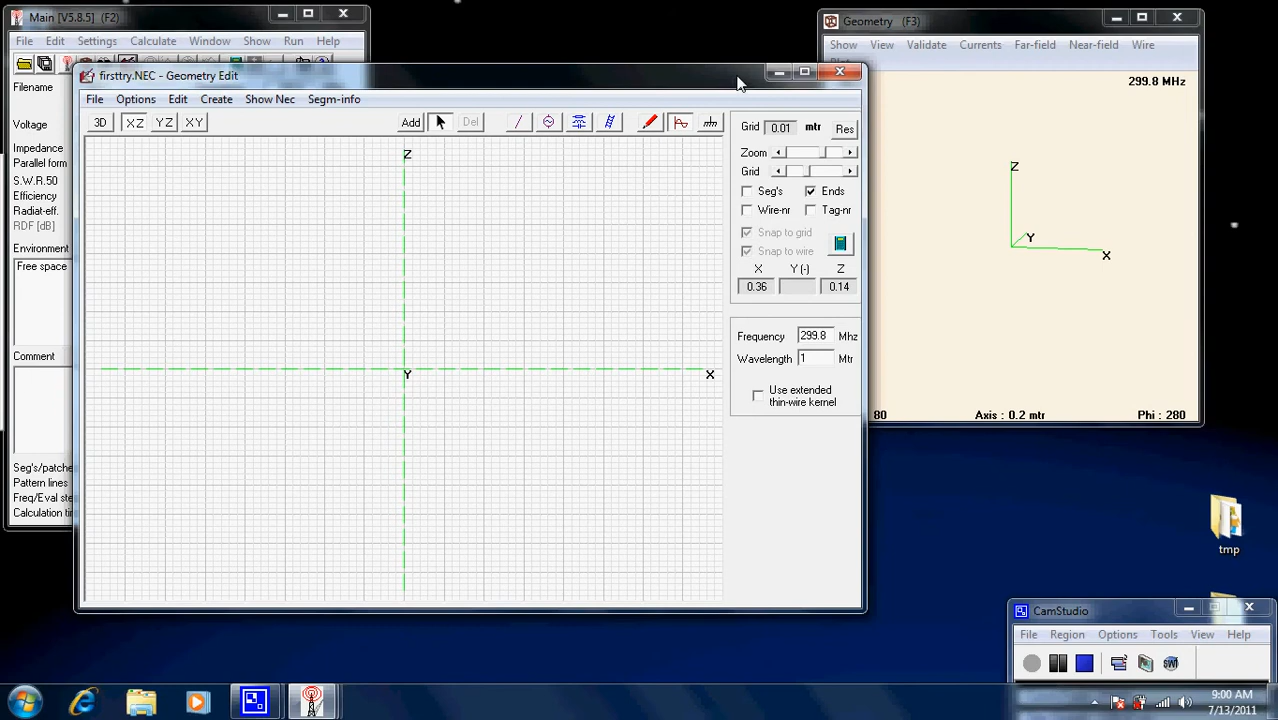 Main [V5.8.5] (F2)
File Edit Settings Calculate Window Show Run Help
Filename
Voltage
Impedance
Parallel form
S.W.R.50
Efficiency
Radiat-eff.
RDF [dB]
Environment
Free space
Comment
Seg's/patche
Pattern lines
Freq/Eval ste
Calculation ti
firsttry.NEC - Geometry Edit
File Options Edit Create Show Nec Segm-info
3D XZ YZ XY Add Del
Z
Y
X
Grid 0.01 mtr Res
Zoom
Grid
Seg's Ends
Wire-nr Tag-nr
Snap to grid
Snap to wire
X Y (-) Z
0.36 0.14
Frequency 299.8 Mhz
Wavelength 1 Mtr
Use extended
thin-wire kernel
Geometry (F3)
Show View Validate Currents Far-field Near-field Wire
299.8 MHz
Z
Y
X
80 Axis : 0.2 mtr Phi : 280
tmp
CamStudio
File Region Options Tools View Help
SWF
9:00 AM
7/13/2011